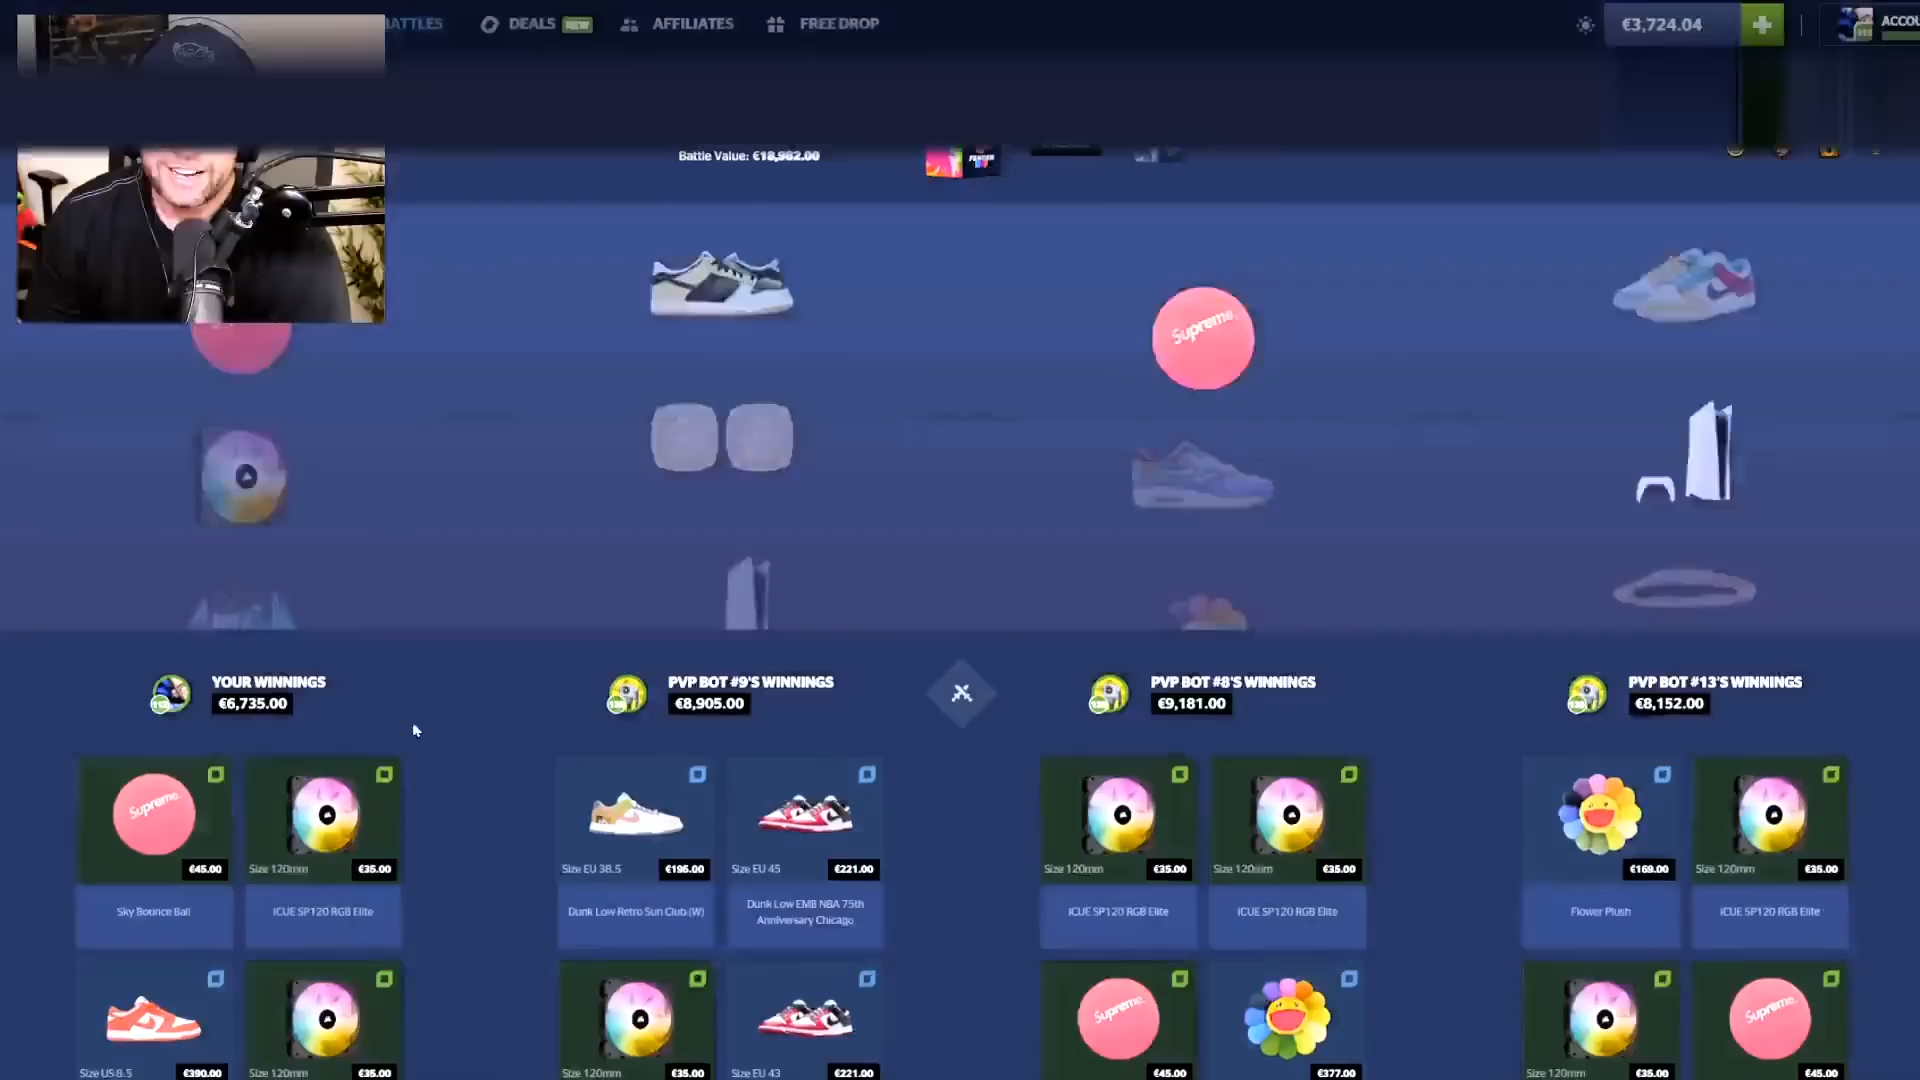 BATTLES
DEALS NEW
AFFILIATES
FREE DROP
€3,724.04
ACCOU
Battle Value: €18,982.00
Supreme.
YOUR WINNINGS
€6,735.00
PVP BOT #9'S WINNINGS
€8,905.00
PVP BOT #8'S WINNINGS
€9,181.00
PVP BOT #13'S WINNINGS
€8,152.00
Supreme.
€45.00
Size 120mm €35.00
Size EU 38.5 €195.00
Size EU 45 €221.00
Size 120mm €35.00
Size 120mm €35.00
€169.00
Size 120mm €35.00
Sky Bounce Ball
iCUE SP120 RGB Elite
Dunk Low Retro Sun Club (W)
Dunk Low EMB NBA 75th
Anniversary Chicago
iCUE SP120 RGB Elite
iCUE SP120 RGB Elite
Flower Plush
iCUE SP120 RGB Elite
Supreme.
Supreme.
Size US 8.5 €390.00
Size 120mm €35.00
Size 120mm €35.00
Size EU 43 €221.00
€45.00
€377.00
Size 120mm €35.00
€45.00